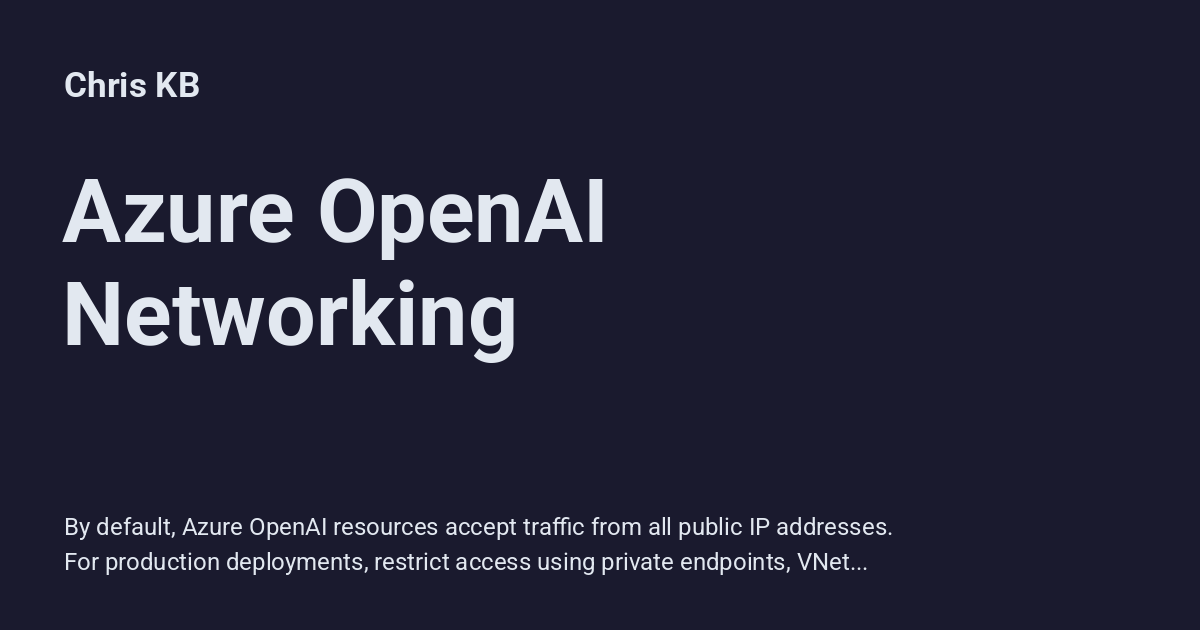 Chris KB
Azure OpenAI
Networking
By default, Azure OpenAI resources accept traffic from all public IP addresses.
For production deployments, restrict access using private endpoints, VNet...